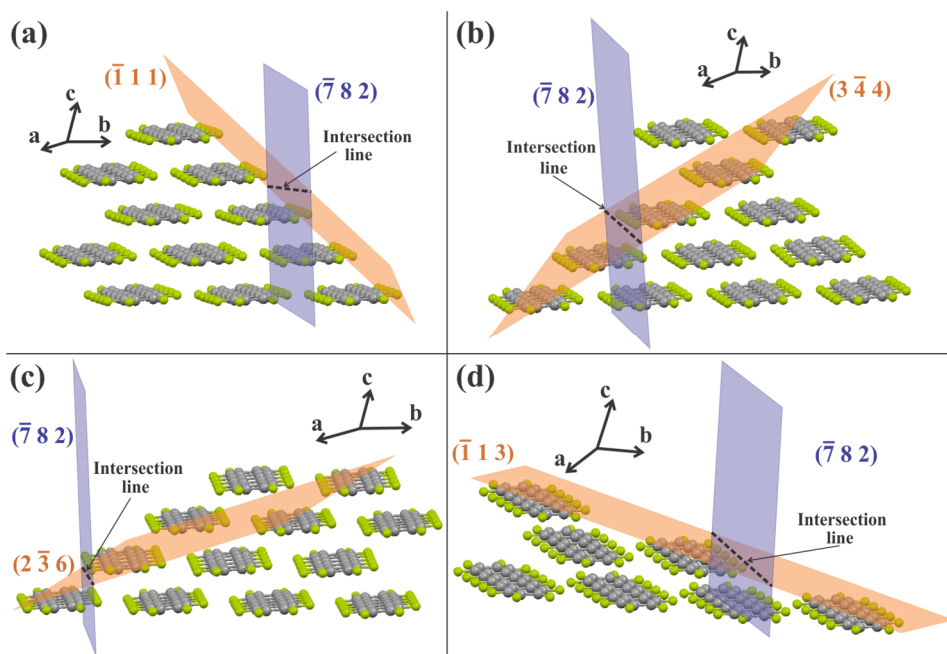 (a)
(1̅ 1 1)
(7̅ 8 2)
c
a
b
Intersection
line
(b)
c
a
b
(7̅ 8 2)
(3 4̅ 4)
Intersection
line
(c)
c
a
b
(7̅ 8 2)
Intersection
line
(2 3̅ 6)
(d)
c
a
b
(1̅ 1 3)
(7̅ 8 2)
Intersection
line